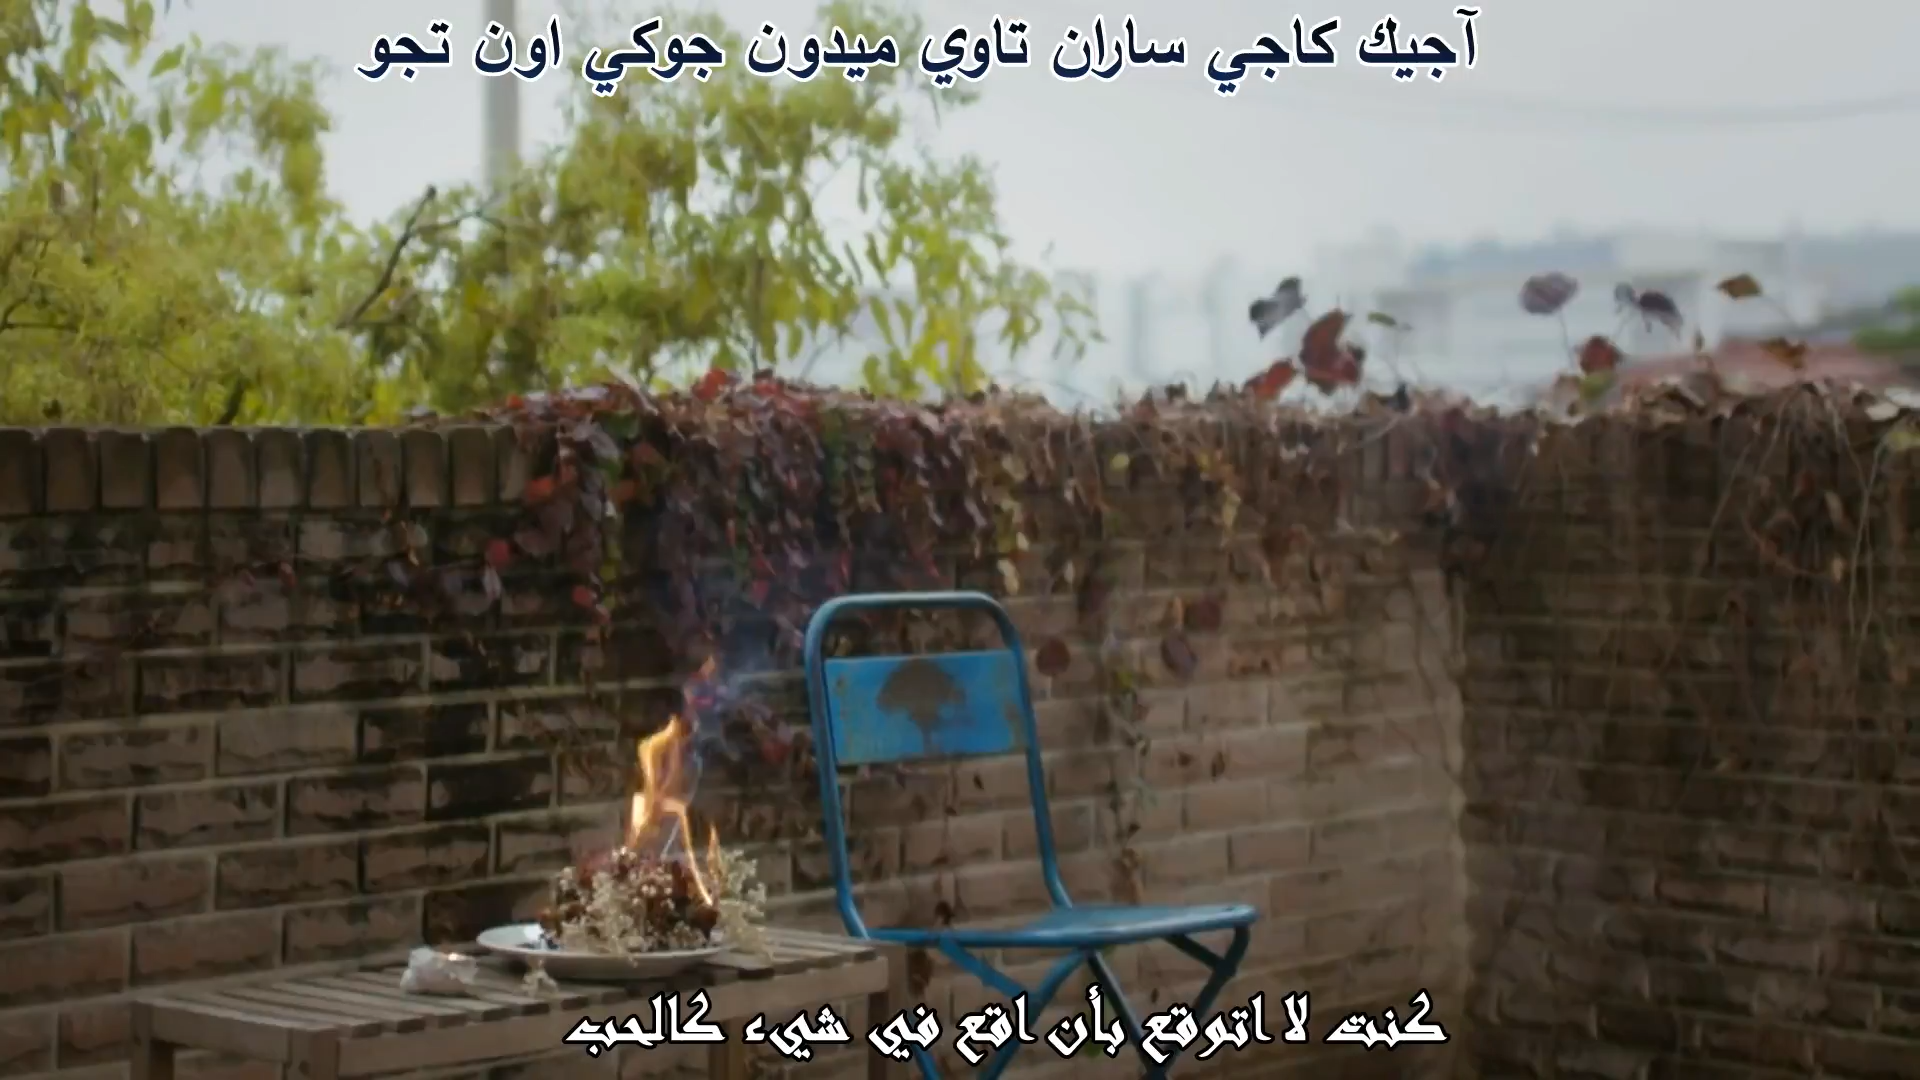 آجيك كاجي ساران تاوي ميدون جوكي اون تجو
كنت لا اتوقع بأن اقع في شيء كالحب